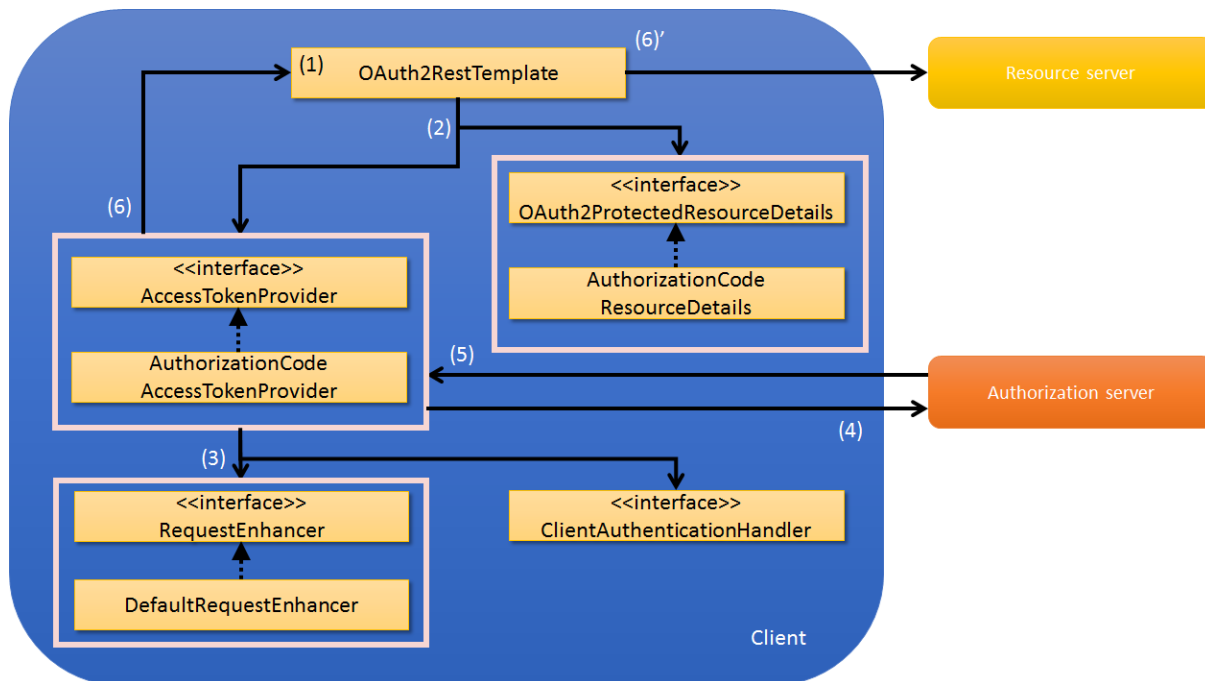 (1)
OAuth2RestTemplate
(6)’
Resource server
(2)
<<interface>>
OAuth2ProtectedResourceDetails
AuthorizationCode
ResourceDetails
(6)
<<interface>>
AccessTokenProvider
AuthorizationCode
AccessTokenProvider
(5)
Authorization server
(4)
(3)
<<interface>>
RequestEnhancer
DefaultRequestEnhancer
<<interface>>
ClientAuthenticationHandler
Client